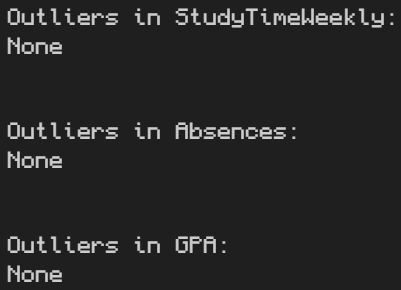 Outliers in StudyTimeWeekly:
None
Outliers in Absences:
None
Outliers in GPA:
None